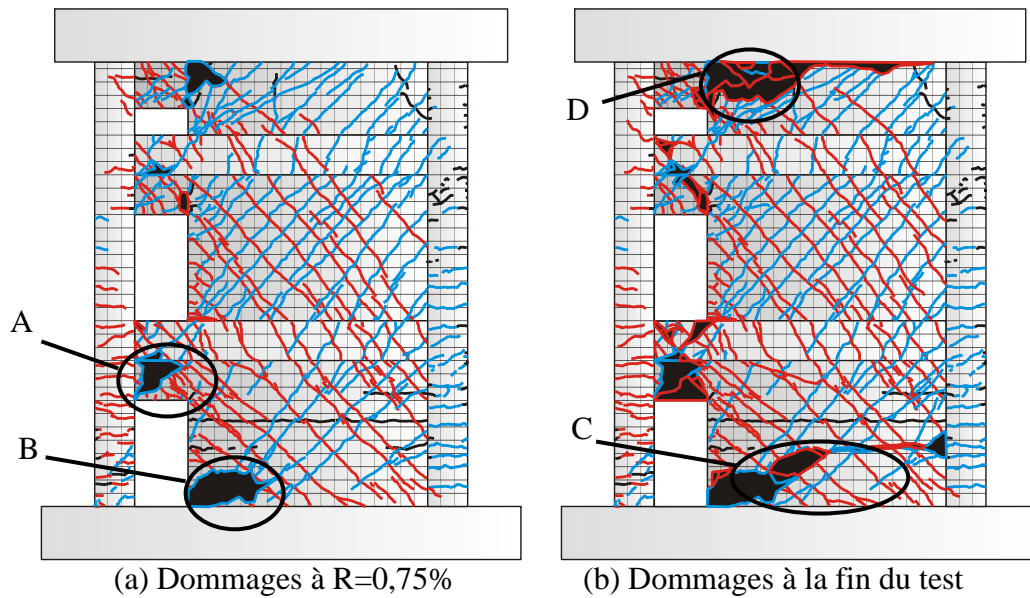 D
A
B
C
(a) Dommages à R=0,75%
(b) Dommages à la fin du test